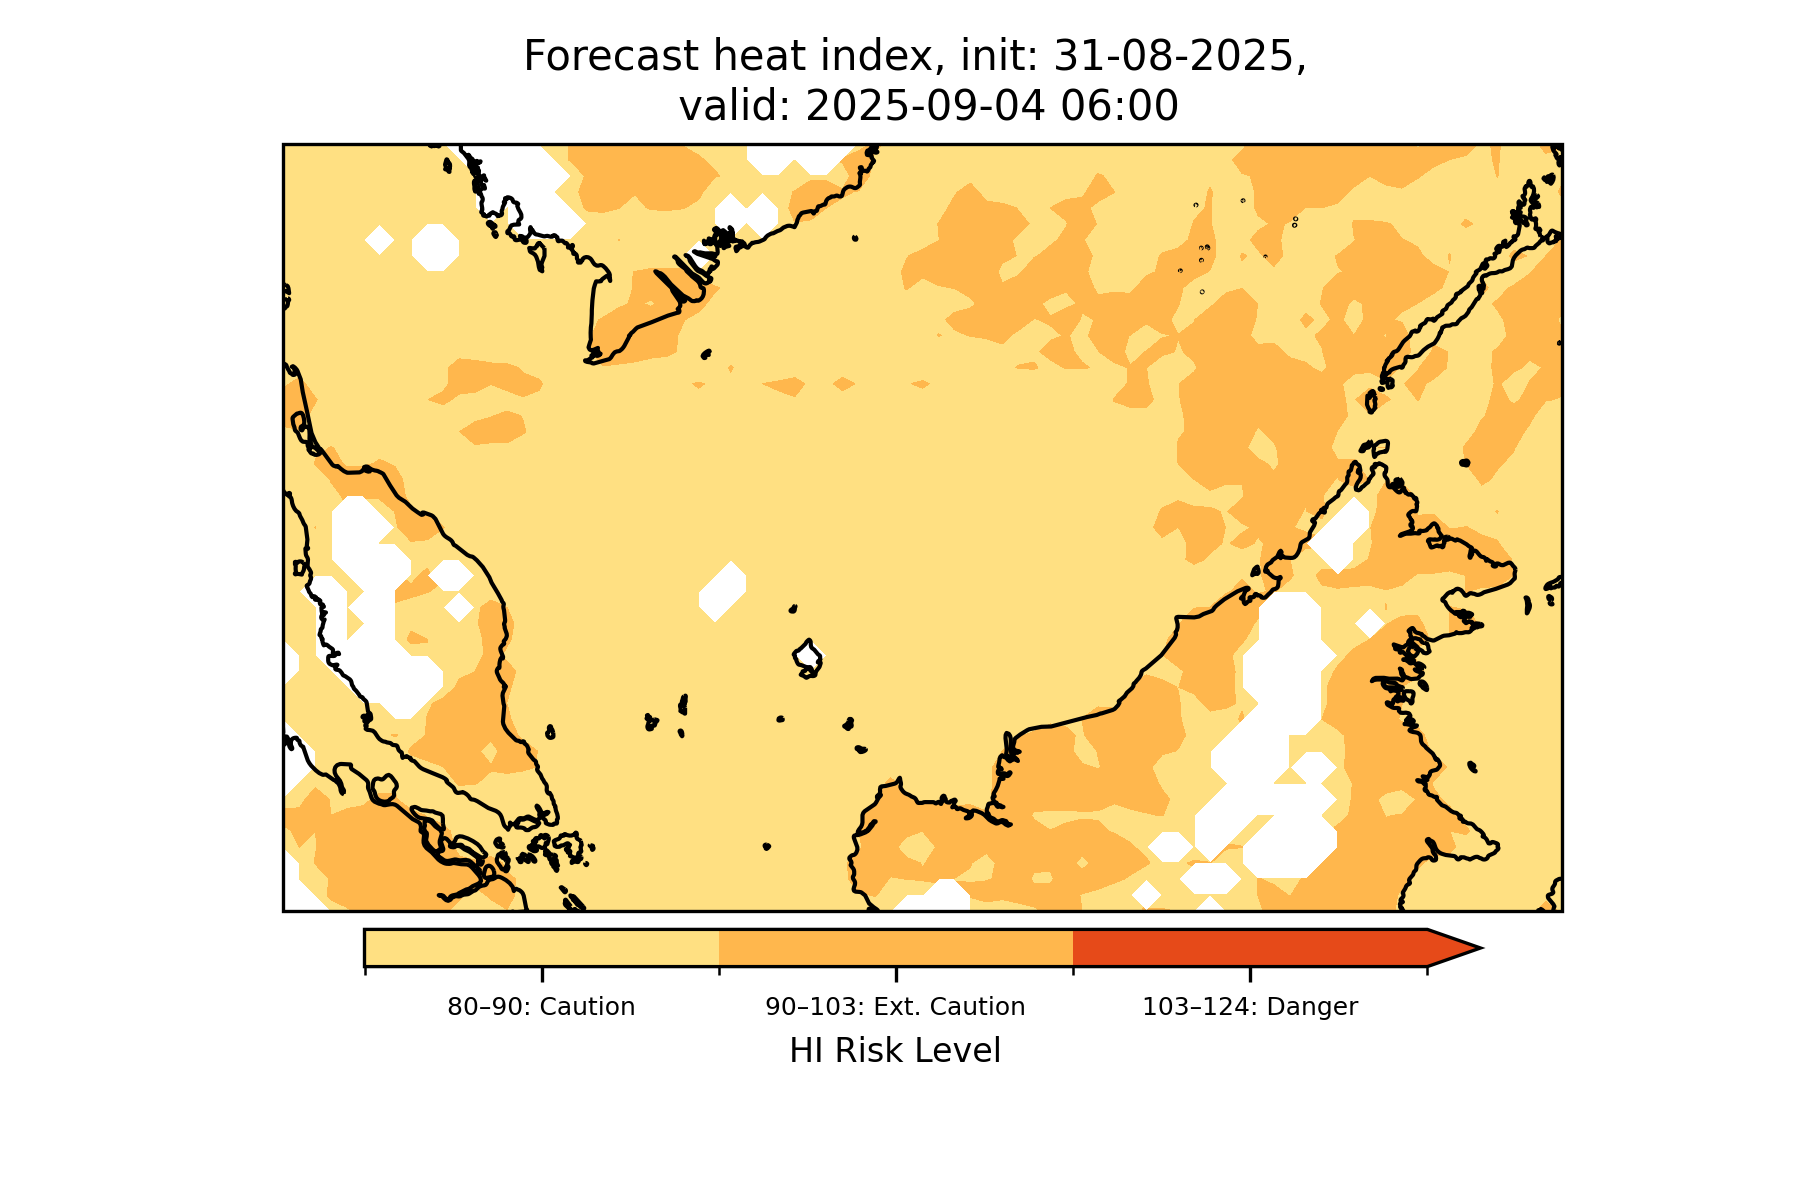 Forecast heat index, init: 31-08-2025,
valid: 2025-09-04 06:00
80–90: Caution
90–103: Ext. Caution
103–124: Danger
HI Risk Level